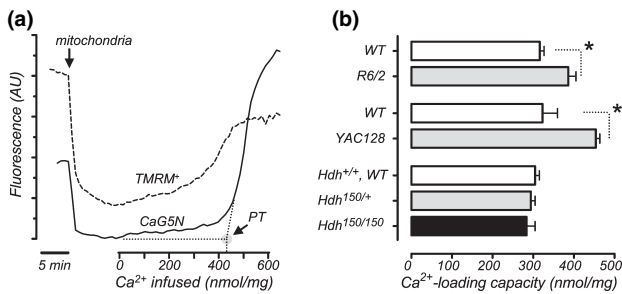 (a)
mitochondria
Fluorescence (AU)
TMRM⁺
CaG5N
PT
5 min
0 200 400 600
Ca²⁺ infused (nmol/mg)
(b)
WT
*
R6/2
WT
*
YAC128
Hdh⁺/⁺, WT
Hdh¹⁵⁰/⁺
Hdh¹⁵⁰/¹⁵⁰
0 100 200 300 400 500
Ca²⁺-loading capacity (nmol/mg)